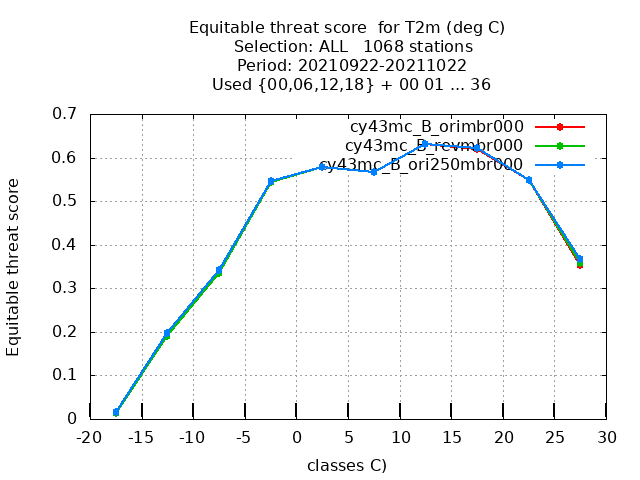 Equitable threat score  for T2m (deg C)
Selection: ALL   1068 stations
Period: 20210922-20211022
Used {00,06,12,18} + 00 01 ... 36
cy43mc_B_orimbr000
cy43mc_B_revmbr000
cy43mc_B_ori250mbr000
0.7
0.6
0.5
0.4
0.3
0.2
0.1
0
Equitable threat score
-20 -15 -10 -5 0 5 10 15 20 25 30
classes C)